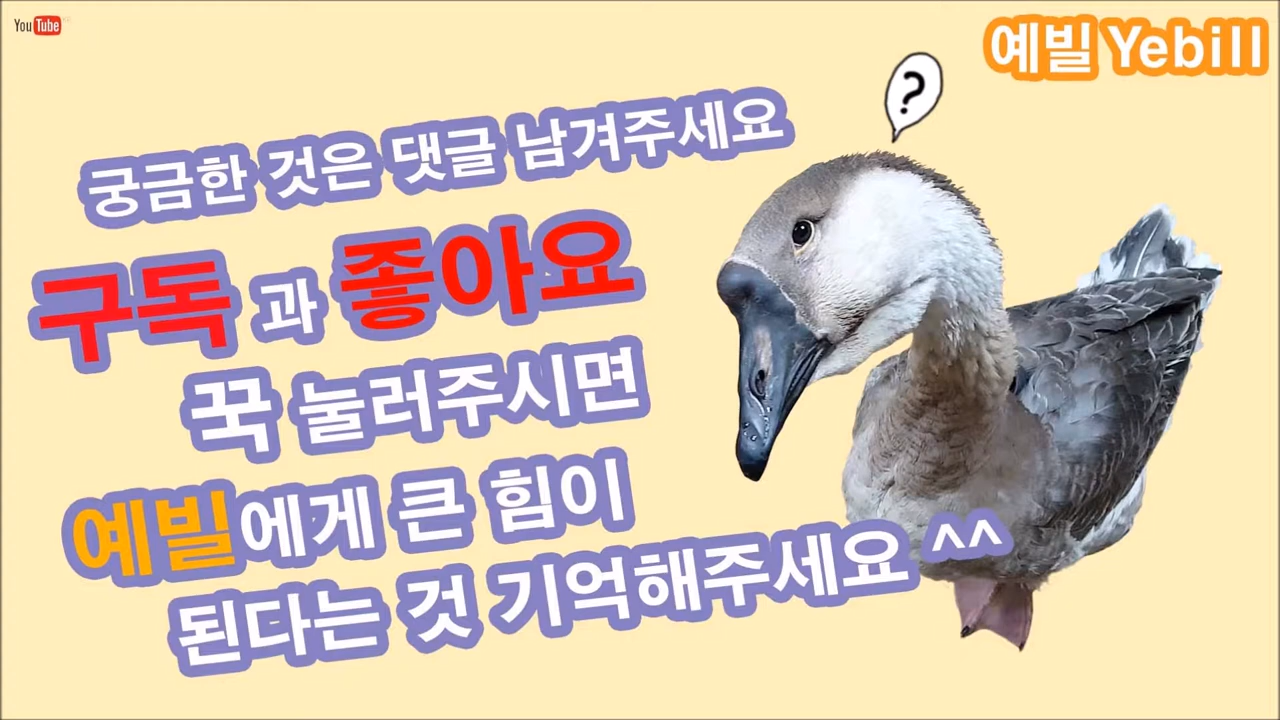 YouTube
예빌 Yebill
?
궁금한 것은 댓글 남겨주세요
구독 과 좋아요
꾹 눌러주시면
예빌에게 큰 힘이
된다는 것 기억해주세요 ^^